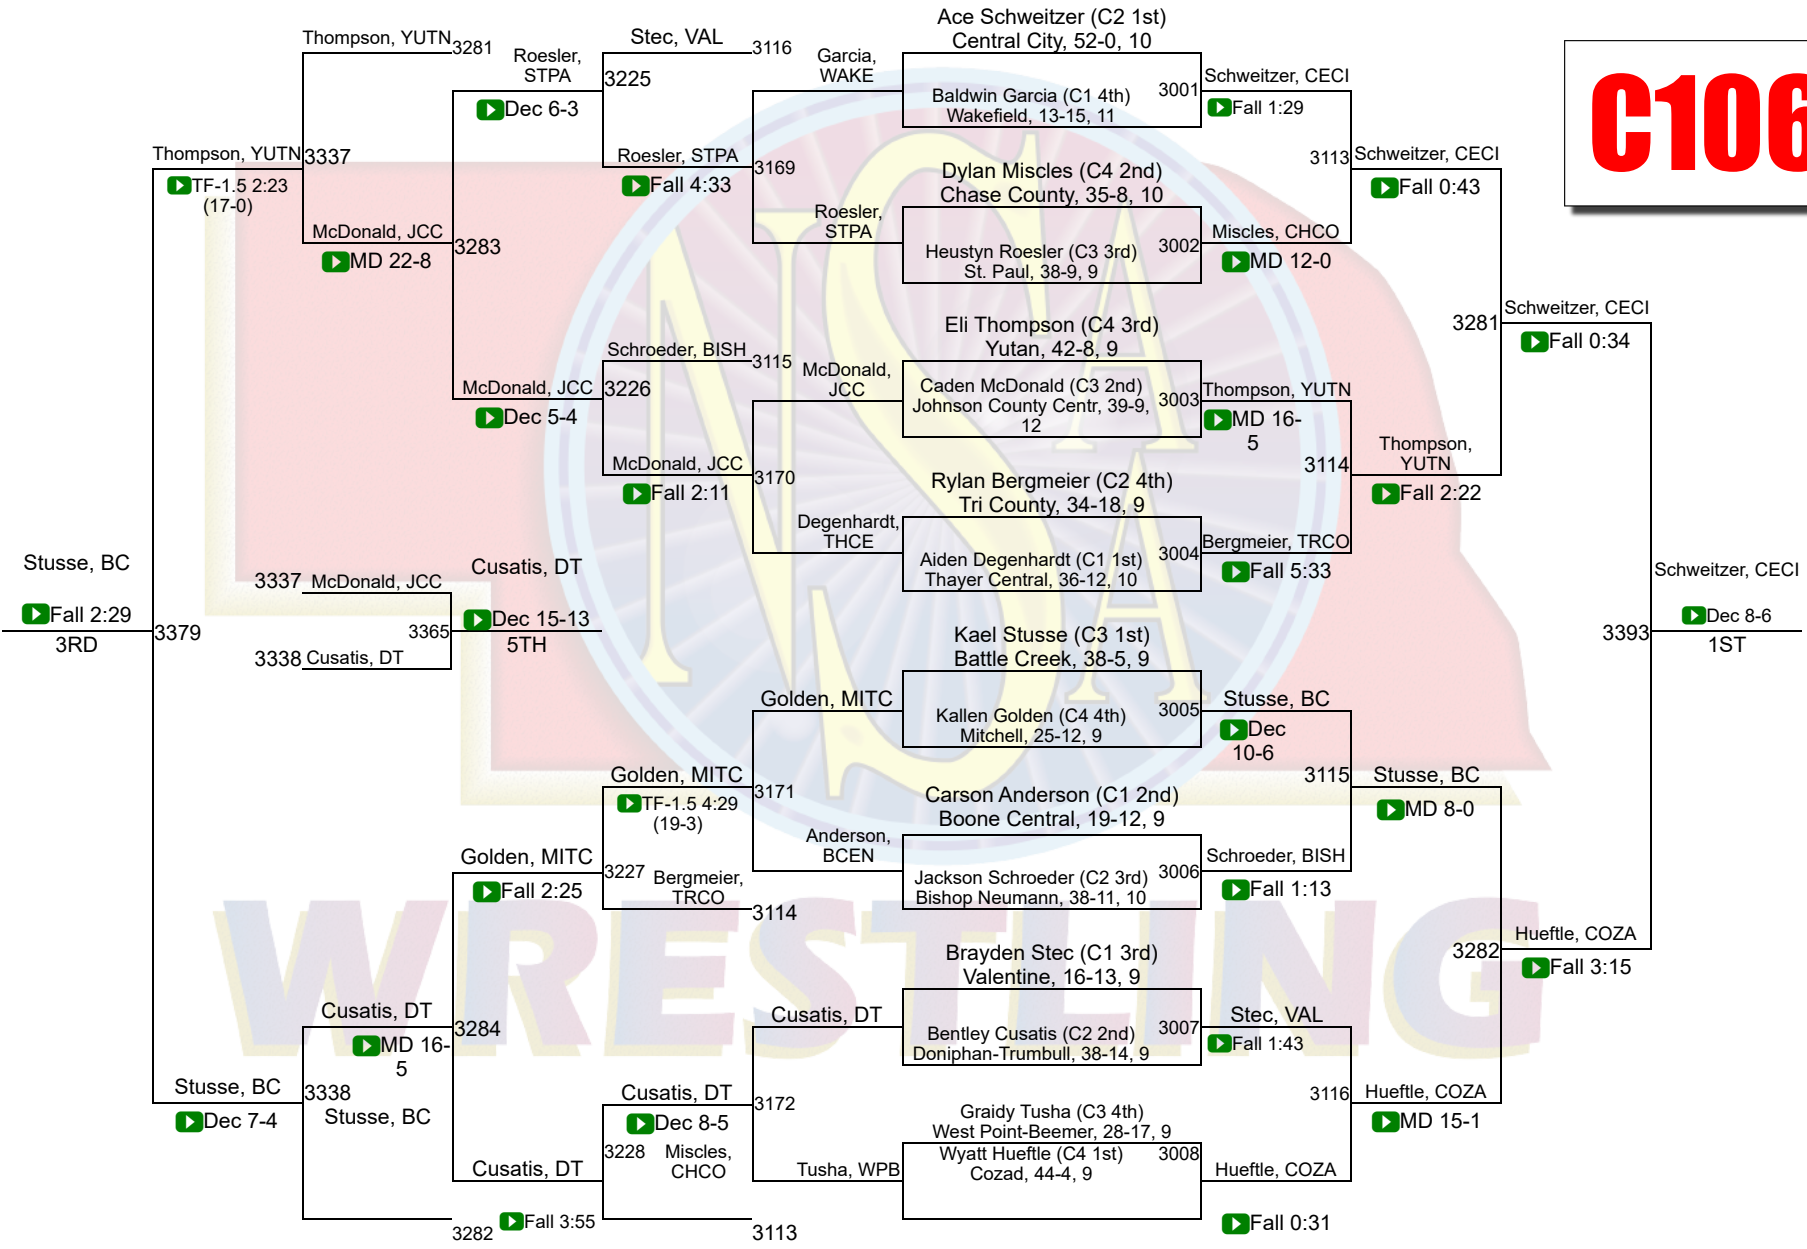 C106
Ace Schweitzer (C2 1st)
Central City, 52-0, 10
Baldwin Garcia (C1 4th)
Wakefield, 13-15, 11
3001
Schweitzer, CECI
Fall 1:29
Dylan Miscles (C4 2nd)
Chase County, 35-8, 10
Heustyn Roesler (C3 3rd)
St. Paul, 38-9, 9
3002
Miscles, CHCO
MD 12-0
Eli Thompson (C4 3rd)
Yutan, 42-8, 9
Caden McDonald (C3 2nd)
Johnson County Centr, 39-9,
12
3003
Thompson, YUTN
MD 16-
5
Rylan Bergmeier (C2 4th)
Tri County, 34-18, 9
Aiden Degenhardt (C1 1st)
Thayer Central, 36-12, 10
3004
Bergmeier, TRCO
Fall 5:33
Kael Stusse (C3 1st)
Battle Creek, 38-5, 9
Kallen Golden (C4 4th)
Mitchell, 25-12, 9
3005
Stusse, BC
Dec
10-6
Carson Anderson (C1 2nd)
Boone Central, 19-12, 9
Jackson Schroeder (C2 3rd)
Bishop Neumann, 38-11, 10
3006
Schroeder, BISH
Fall 1:13
Brayden Stec (C1 3rd)
Valentine, 16-13, 9
Bentley Cusatis (C2 2nd)
Doniphan-Trumbull, 38-14, 9
3007
Stec, VAL
Fall 1:43
Graidy Tusha (C3 4th)
West Point-Beemer, 28-17, 9
Wyatt Hueftle (C4 1st)
Cozad, 44-4, 9
3008
Hueftle, COZA
Fall 0:31
3113
Schweitzer, CECI
Fall 0:43
3114
Thompson,
YUTN
Fall 2:22
3115
Stusse, BC
MD 8-0
3116
Hueftle, COZA
MD 15-1
3281
Schweitzer, CECI
Fall 0:34
3282
Hueftle, COZA
Fall 3:15
3393
Schweitzer, CECI
Dec 8-6
1ST
Garcia,
WAKE
Roesler,
STPA
3169
Roesler, STPA
Fall 4:33
Stec, VAL
3116
3225
Roesler,
STPA
Dec 6-3
McDonald,
JCC
Degenhardt,
THCE
3170
McDonald, JCC
Fall 2:11
Schroeder, BISH
3115
3226
McDonald, JCC
Dec 5-4
3283
McDonald, JCC
MD 22-8
Thompson, YUTN
3281
3337
Thompson, YUTN
TF-1.5 2:23
(17-0)
Golden, MITC
Anderson,
BCEN
3171
Golden, MITC
TF-1.5 4:29
(19-3)
Bergmeier,
TRCO
3114
3227
Golden, MITC
Fall 2:25
Cusatis, DT
Tusha, WPB
3172
Cusatis, DT
Dec 8-5
Miscles,
CHCO
3113
3228
Cusatis, DT
Fall 3:55
3284
Cusatis, DT
MD 16-
5
Stusse, BC
3282
3338
Stusse, BC
Dec 7-4
3379
Stusse, BC
Fall 2:29
3RD
3337
McDonald, JCC
3338
Cusatis, DT
3365
Cusatis, DT
Dec 15-13
5TH
NSAA
WRESTLING